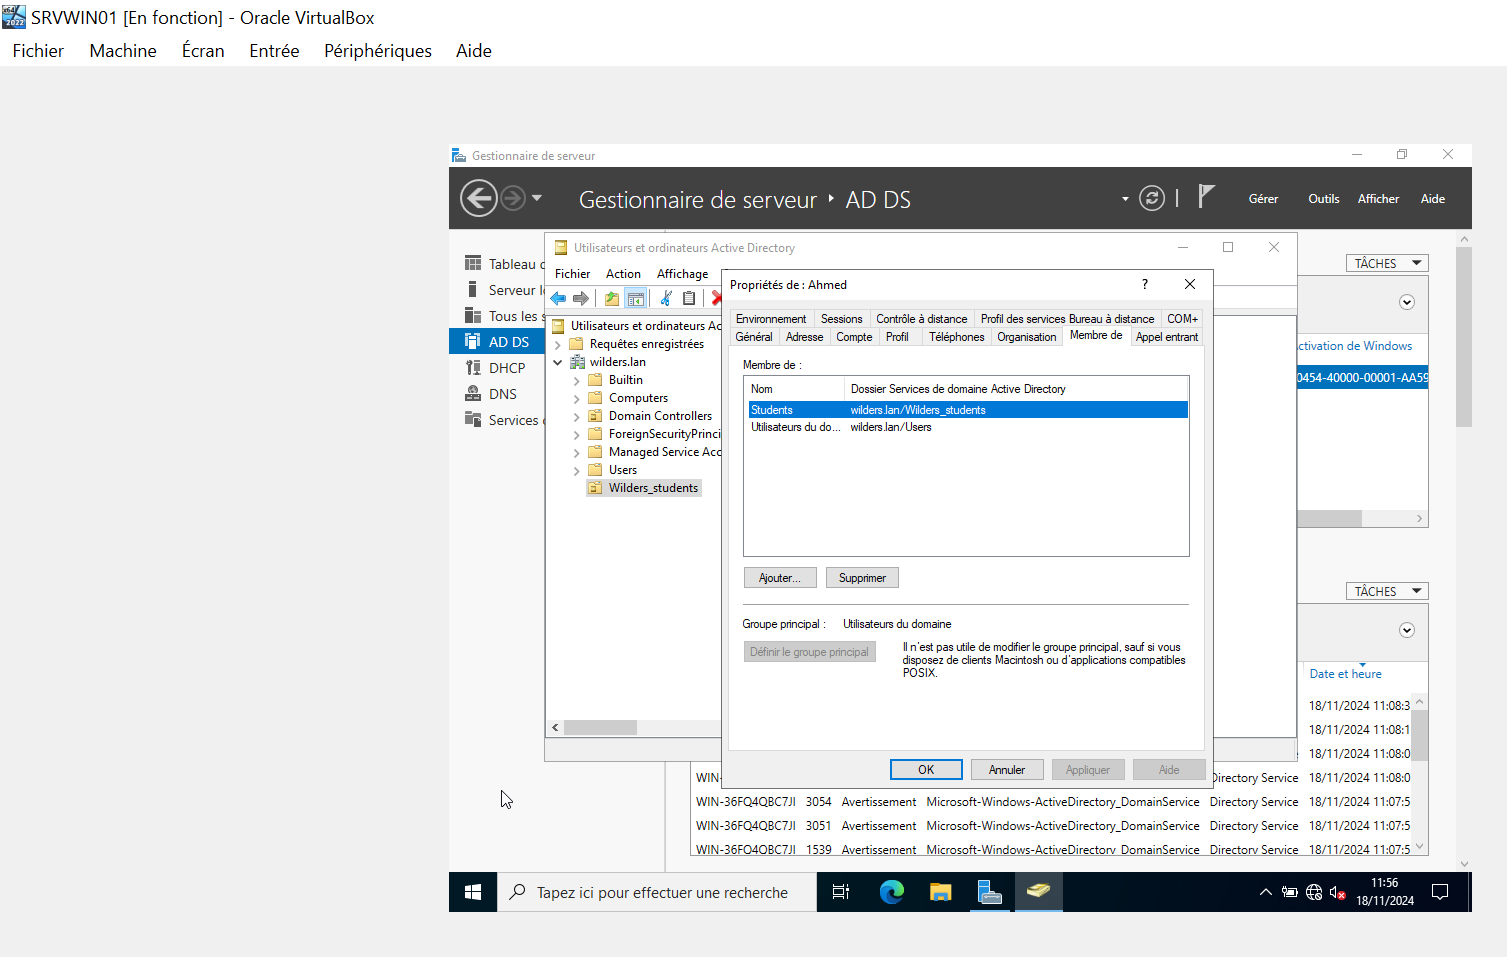 SRVWIN01 [En fonction] - Oracle VirtualBox
Fichier Machine Écran Entrée Périphériques Aide
Gestionnaire de serveur
Gestionnaire de serveur AD DS
Gérer Outils Afficher Aide
Tableau
Serveur
Tous les
AD DS
DHCP
DNS
Services
Utilisateurs et ordinateurs Active Directory
Fichier Action Affichage
Utilisateurs et ordinateurs Ac
Requêtes enregistrées
wilders.lan
Builtin
Computers
Domain Controllers
ForeignSecurityPrinci
Managed Service Acc
Users
Wilders_students
Propriétés de : Ahmed
Environnement Sessions Contrôle à distance Profil des services Bureau à distance COM+
Général Adresse Compte Profil Téléphones Organisation Membre de Appel entrant
Membre de :
Nom Dossier Services de domaine Active Directory
Students wilders.lan/Wilders_students
Utilisateurs du do... wilders.lan/Users
Ajouter... Supprimer
Groupe principal : Utilisateurs du domaine
Définir le groupe principal
Il n'est pas utile de modifier le groupe principal, sauf si vous
disposez de clients Macintosh ou d'applications compatibles
POSIX.
OK Annuler Appliquer Aide
TÂCHES
ctivation de Windows
0454-40000-00001-AA59
TÂCHES
Date et heure
18/11/2024 11:08:3
18/11/2024 11:08:1
18/11/2024 11:08:0
WIN- Directory Service 18/11/2024 11:08:0
WIN-36FQ4QBC7JI 3054 Avertissement Microsoft-Windows-ActiveDirectory_DomainService Directory Service 18/11/2024 11:07:5
WIN-36FQ4QBC7JI 3051 Avertissement Microsoft-Windows-ActiveDirectory_DomainService Directory Service 18/11/2024 11:07:5
WIN-36FQ4QBC7JI 1539 Avertissement Microsoft-Windows-ActiveDirectory_DomainService Directory Service 18/11/2024 11:07:5
Tapez ici pour effectuer une recherche
11:56
18/11/2024